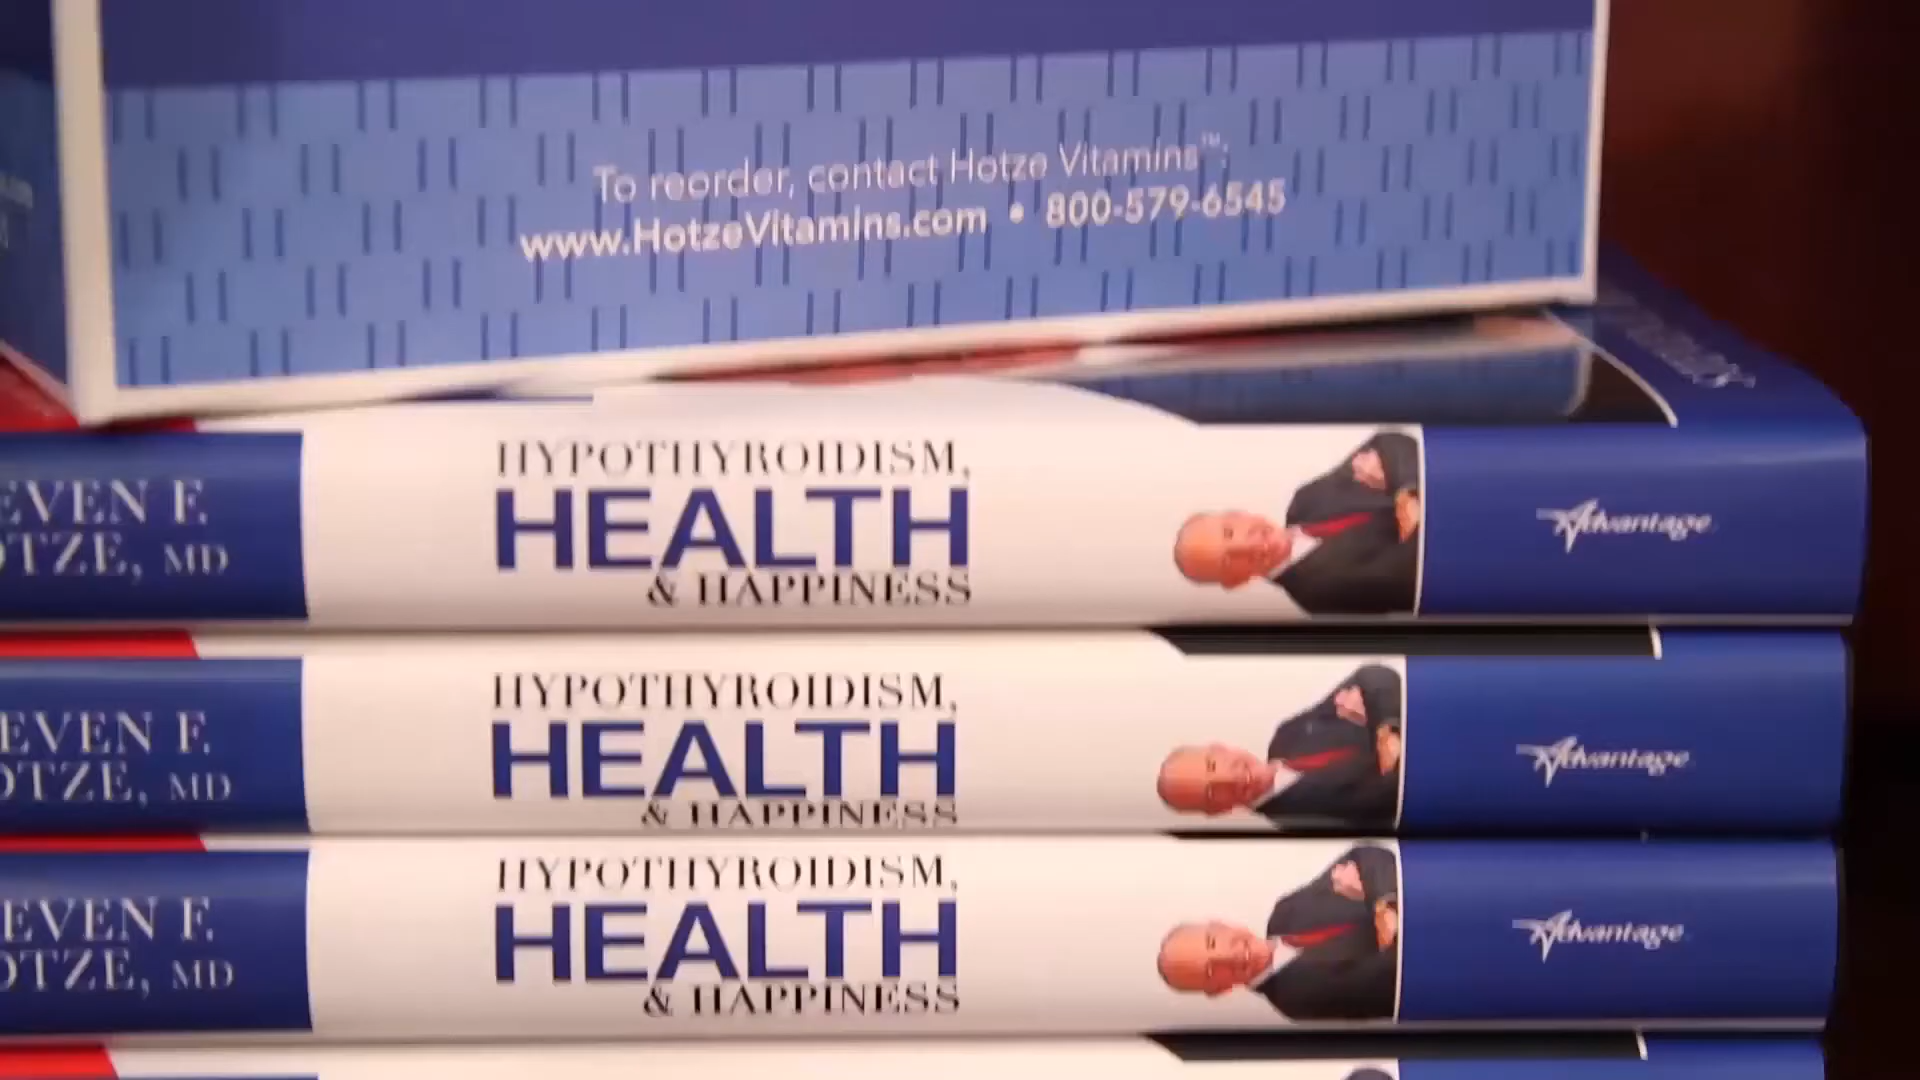 To reorder, contact Hotze Vitamins™:
www.HotzeVitamins.com • 800-579-6545
EVEN F.
OTZE, MD
HYPOTHYROIDISM,
HEALTH
& HAPPINESS
Advantage
EVEN F.
OTZE, MD
HYPOTHYROIDISM,
HEALTH
& HAPPINESS
Advantage
EVEN F.
OTZE, MD
HYPOTHYROIDISM,
HEALTH
& HAPPINESS
Advantage